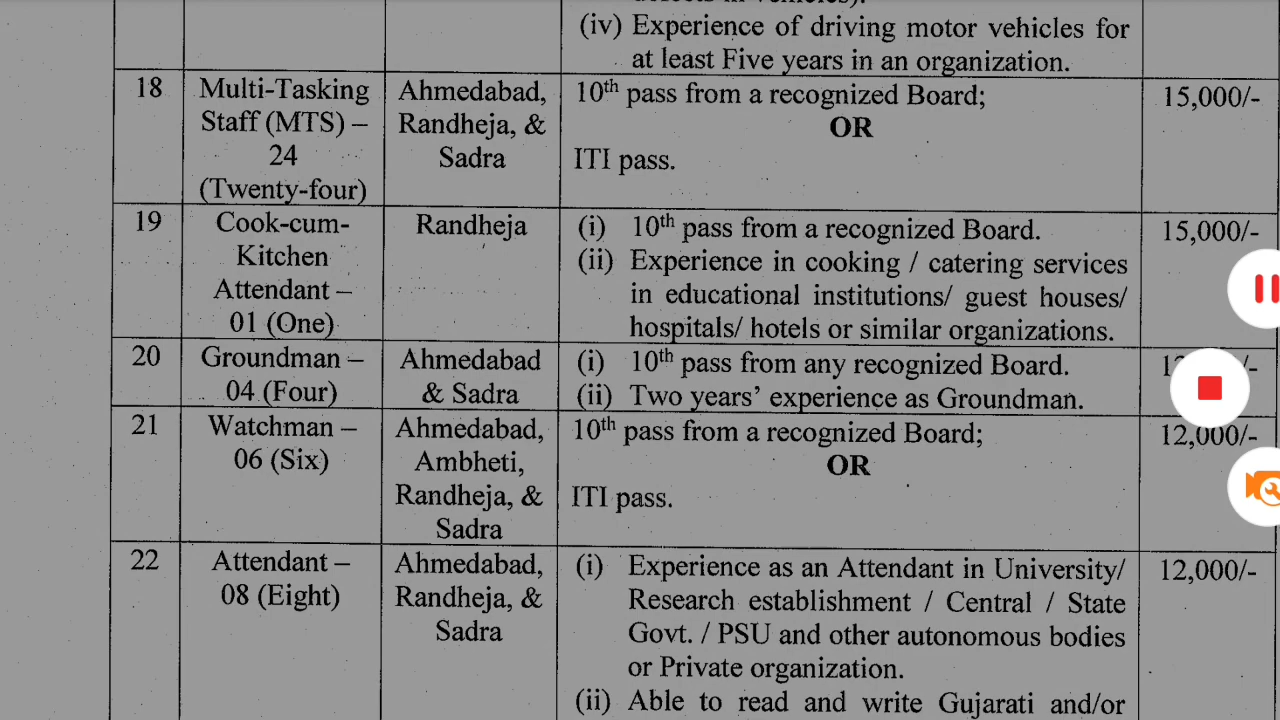 (iv) Experience of driving motor vehicles for
at least Five years in an organization.
18
Multi-Tasking
Staff (MTS) –
24
(Twenty-four)
Ahmedabad,
Randheja, &
Sadra
10th pass from a recognized Board;
OR
ITI pass.
15,000/-
19
Cook-cum-
Kitchen
Attendant –
01 (One)
Randheja
(i) 10th pass from a recognized Board.
(ii) Experience in cooking / catering services
in educational institutions/ guest houses/
hospitals/ hotels or similar organizations.
15,000/-
20
Groundman –
04 (Four)
Ahmedabad
& Sadra
(i) 10th pass from any recognized Board.
(ii) Two years' experience as Groundman.
21
Watchman –
06 (Six)
Ahmedabad,
Ambheti,
Randheja, &
Sadra
10th pass from a recognized Board;
OR
ITI pass.
12,000/-
22
Attendant –
08 (Eight)
Ahmedabad,
Randheja, &
Sadra
(i) Experience as an Attendant in University/
Research establishment / Central / State
Govt. / PSU and other autonomous bodies
or Private organization.
(ii) Able to read and write Gujarati and/or
12,000/-